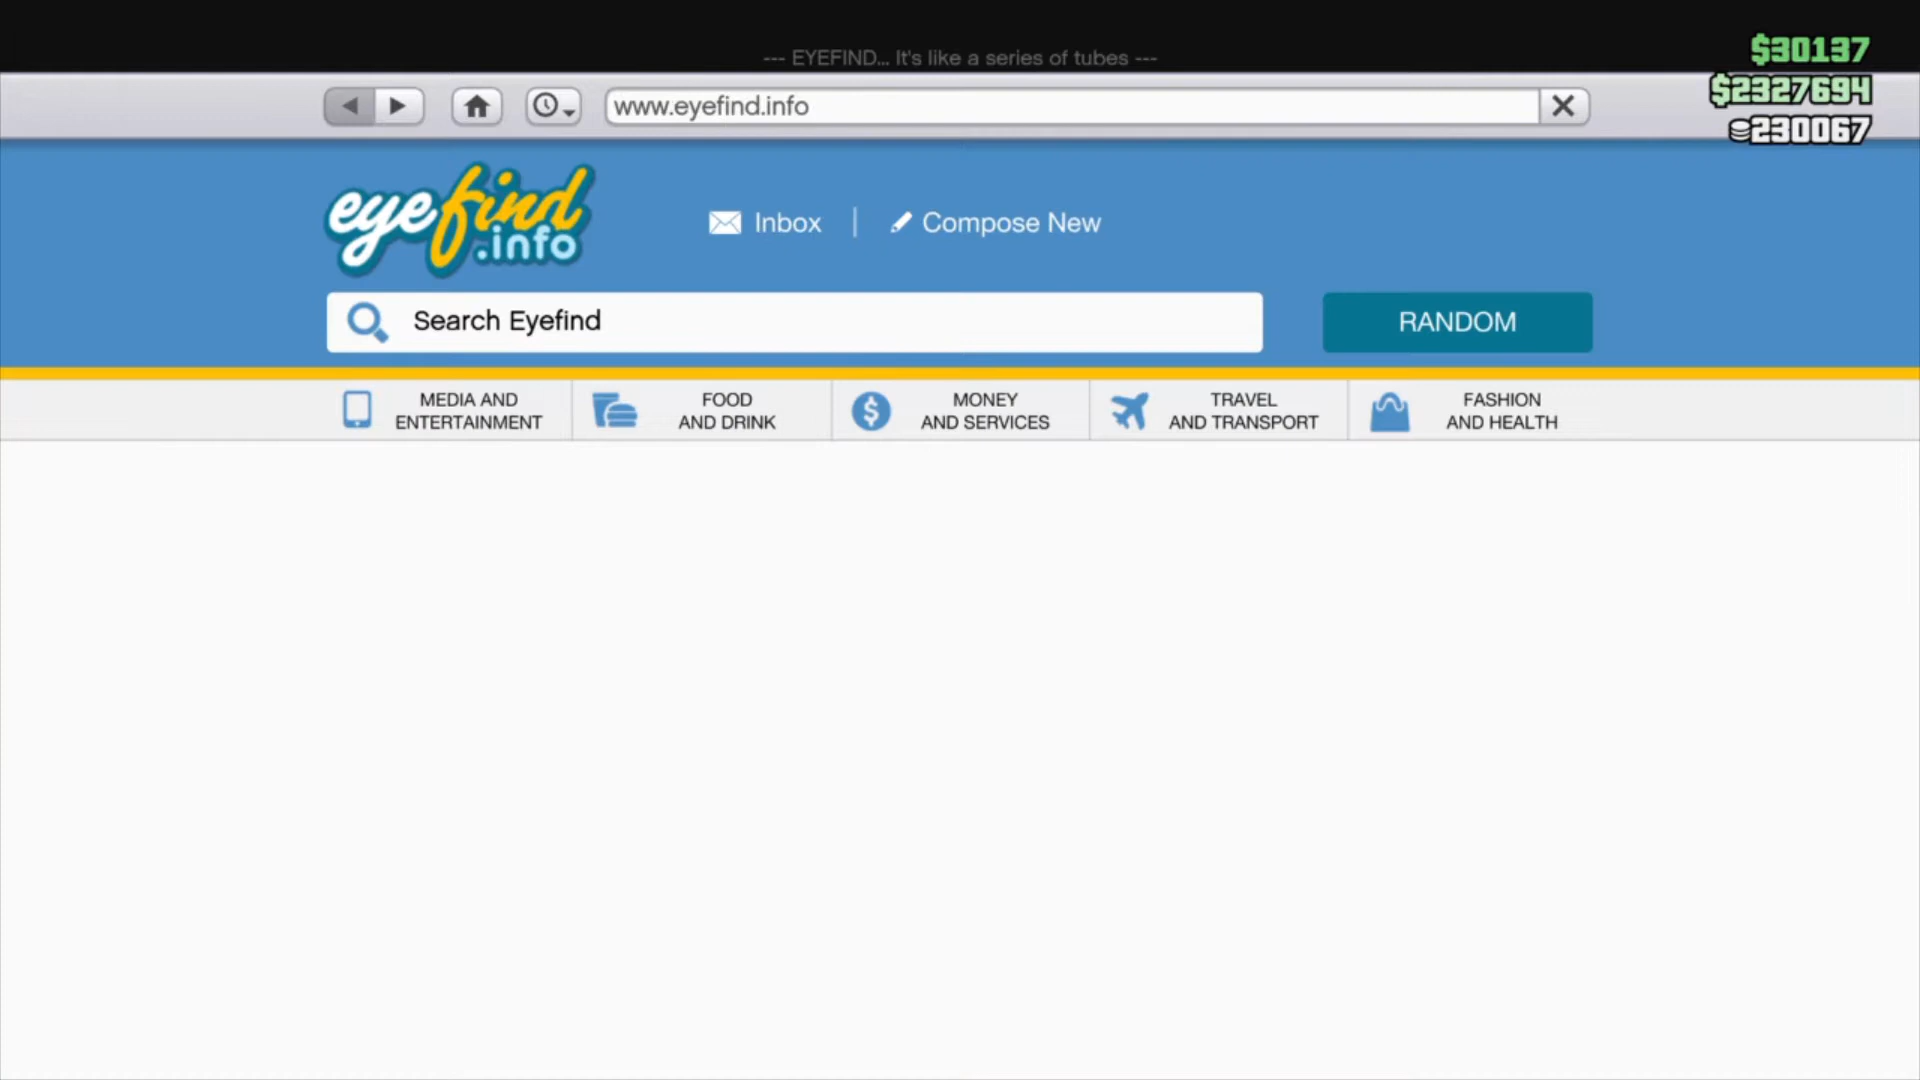 --- EYEFIND... It's like a series of tubes ---
$30137
$2327694
230067
www.eyefind.info
eyefind.info
Inbox
Compose New
Search Eyefind
RANDOM
MEDIA AND
ENTERTAINMENT
FOOD
AND DRINK
MONEY
AND SERVICES
TRAVEL
AND TRANSPORT
FASHION
AND HEALTH